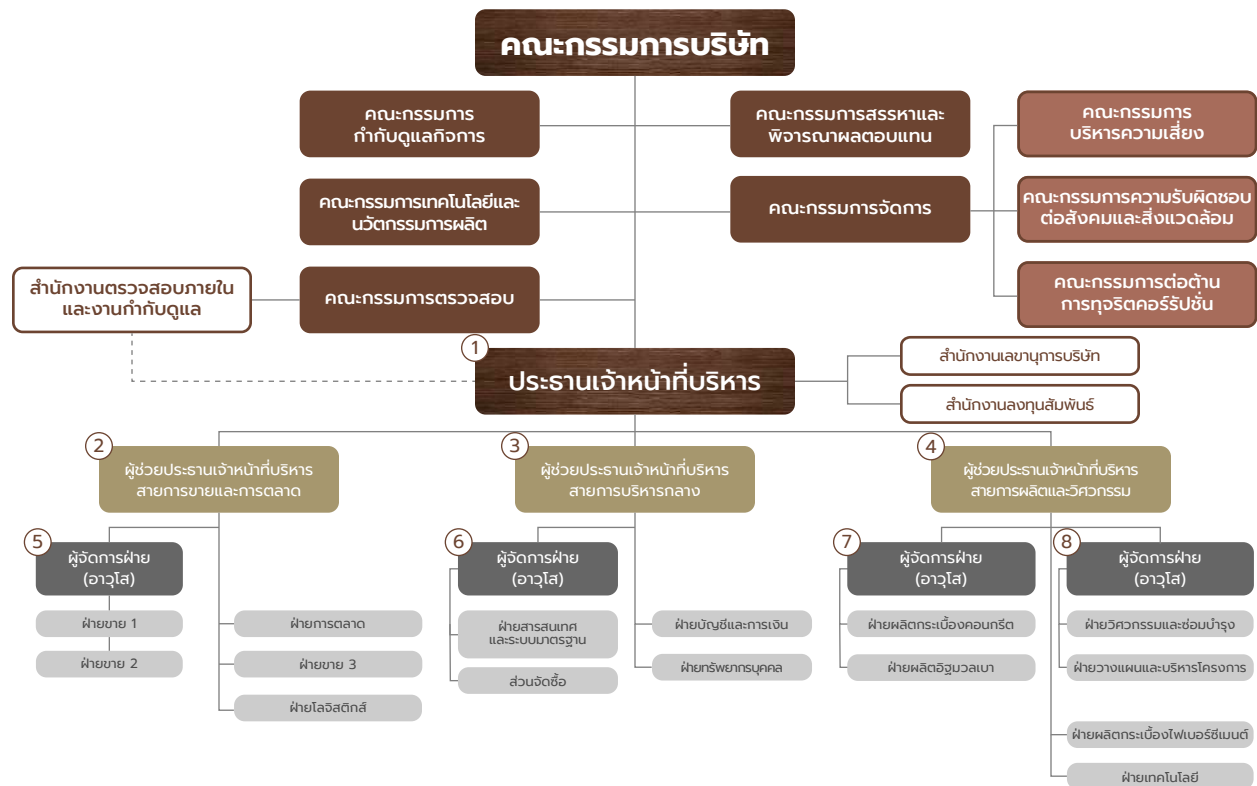 คณะกรรมการบริษัท
คณะกรรมการ
กำกับดูแลกิจการ
คณะกรรมการสรรหาและ
พิจารณาผลตอบแทน
คณะกรรมการ
บริหารความเสี่ยง
คณะกรรมการเทคโนโลยีและ
นวัตกรรมการผลิต
คณะกรรมการจัดการ
คณะกรรมการความรับผิดชอบ
ต่อสังคมและสิ่งแวดล้อม
สำนักงานตรวจสอบภายใน
และงานกำกับดูแล
คณะกรรมการตรวจสอบ
คณะกรรมการต่อต้าน
การทุจริตคอร์รัปชั่น
1
ประธานเจ้าหน้าที่บริหาร
สำนักงานเลขานุการบริษัท
สำนักงานลงทุนสัมพันธ์
2
ผู้ช่วยประธานเจ้าหน้าที่บริหาร
สายการขายและการตลาด
3
ผู้ช่วยประธานเจ้าหน้าที่บริหาร
สายการบริหารกลาง
4
ผู้ช่วยประธานเจ้าหน้าที่บริหาร
สายการผลิตและวิศวกรรม
5
ผู้จัดการฝ่าย
(อาวุโส)
ฝ่ายขาย 1
ฝ่ายขาย 2
ฝ่ายการตลาด
ฝ่ายขาย 3
ฝ่ายโลจิสติกส์
6
ผู้จัดการฝ่าย
(อาวุโส)
ฝ่ายสารสนเทศ
และระบบมาตรฐาน
ส่วนจัดซื้อ
ฝ่ายบัญชีและการเงิน
ฝ่ายทรัพยากรบุคคล
7
ผู้จัดการฝ่าย
(อาวุโส)
ฝ่ายผลิตกระเบื้องคอนกรีต
ฝ่ายผลิตอิฐมวลเบา
8
ผู้จัดการฝ่าย
(อาวุโส)
ฝ่ายวิศวกรรมและซ่อมบำรุง
ฝ่ายวางแผนและบริหารโครงการ
ฝ่ายผลิตกระเบื้องไฟเบอร์ซีเมนต์
ฝ่ายเทคโนโลยี